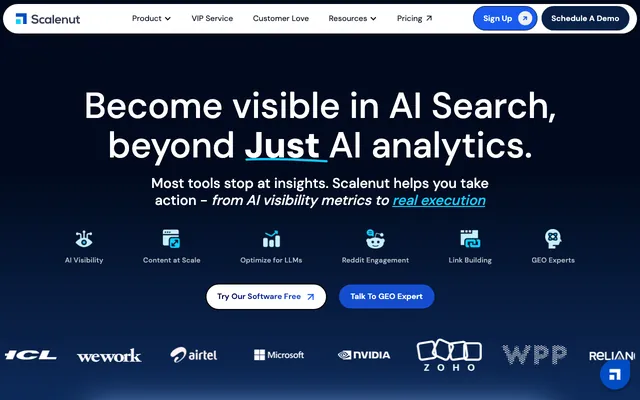 Scalenut
Product
VIP Service
Customer Love
Resources
Pricing
Sign Up
Schedule A Demo
Become visible in AI Search,
beyond Just AI analytics.
Most tools stop at insights. Scalenut helps you take
action - from AI visibility metrics to real execution
AI Visibility
Content at Scale
Optimize for LLMs
Reddit Engagement
Link Building
GEO Experts
Try Our Software Free
Talk To GEO Expert
wework
airtel
Microsoft
NVIDIA
ZOHO
WPP